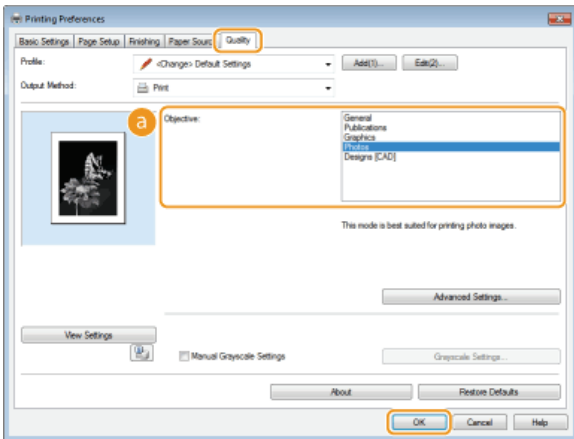 Printing Preferences
Basic Settings Page Setup Finishing Paper Source Quality
Profile: <Change> Default Settings Add(1)... Edit(2)...
Output Method: Print
a
Objective: General
Publications
Graphics
Photos
Designs [CAD]
This mode is best suited for printing photo images.
Advanced Settings...
View Settings
Manual Grayscale Settings Grayscale Settings...
About Restore Defaults
OK Cancel Help